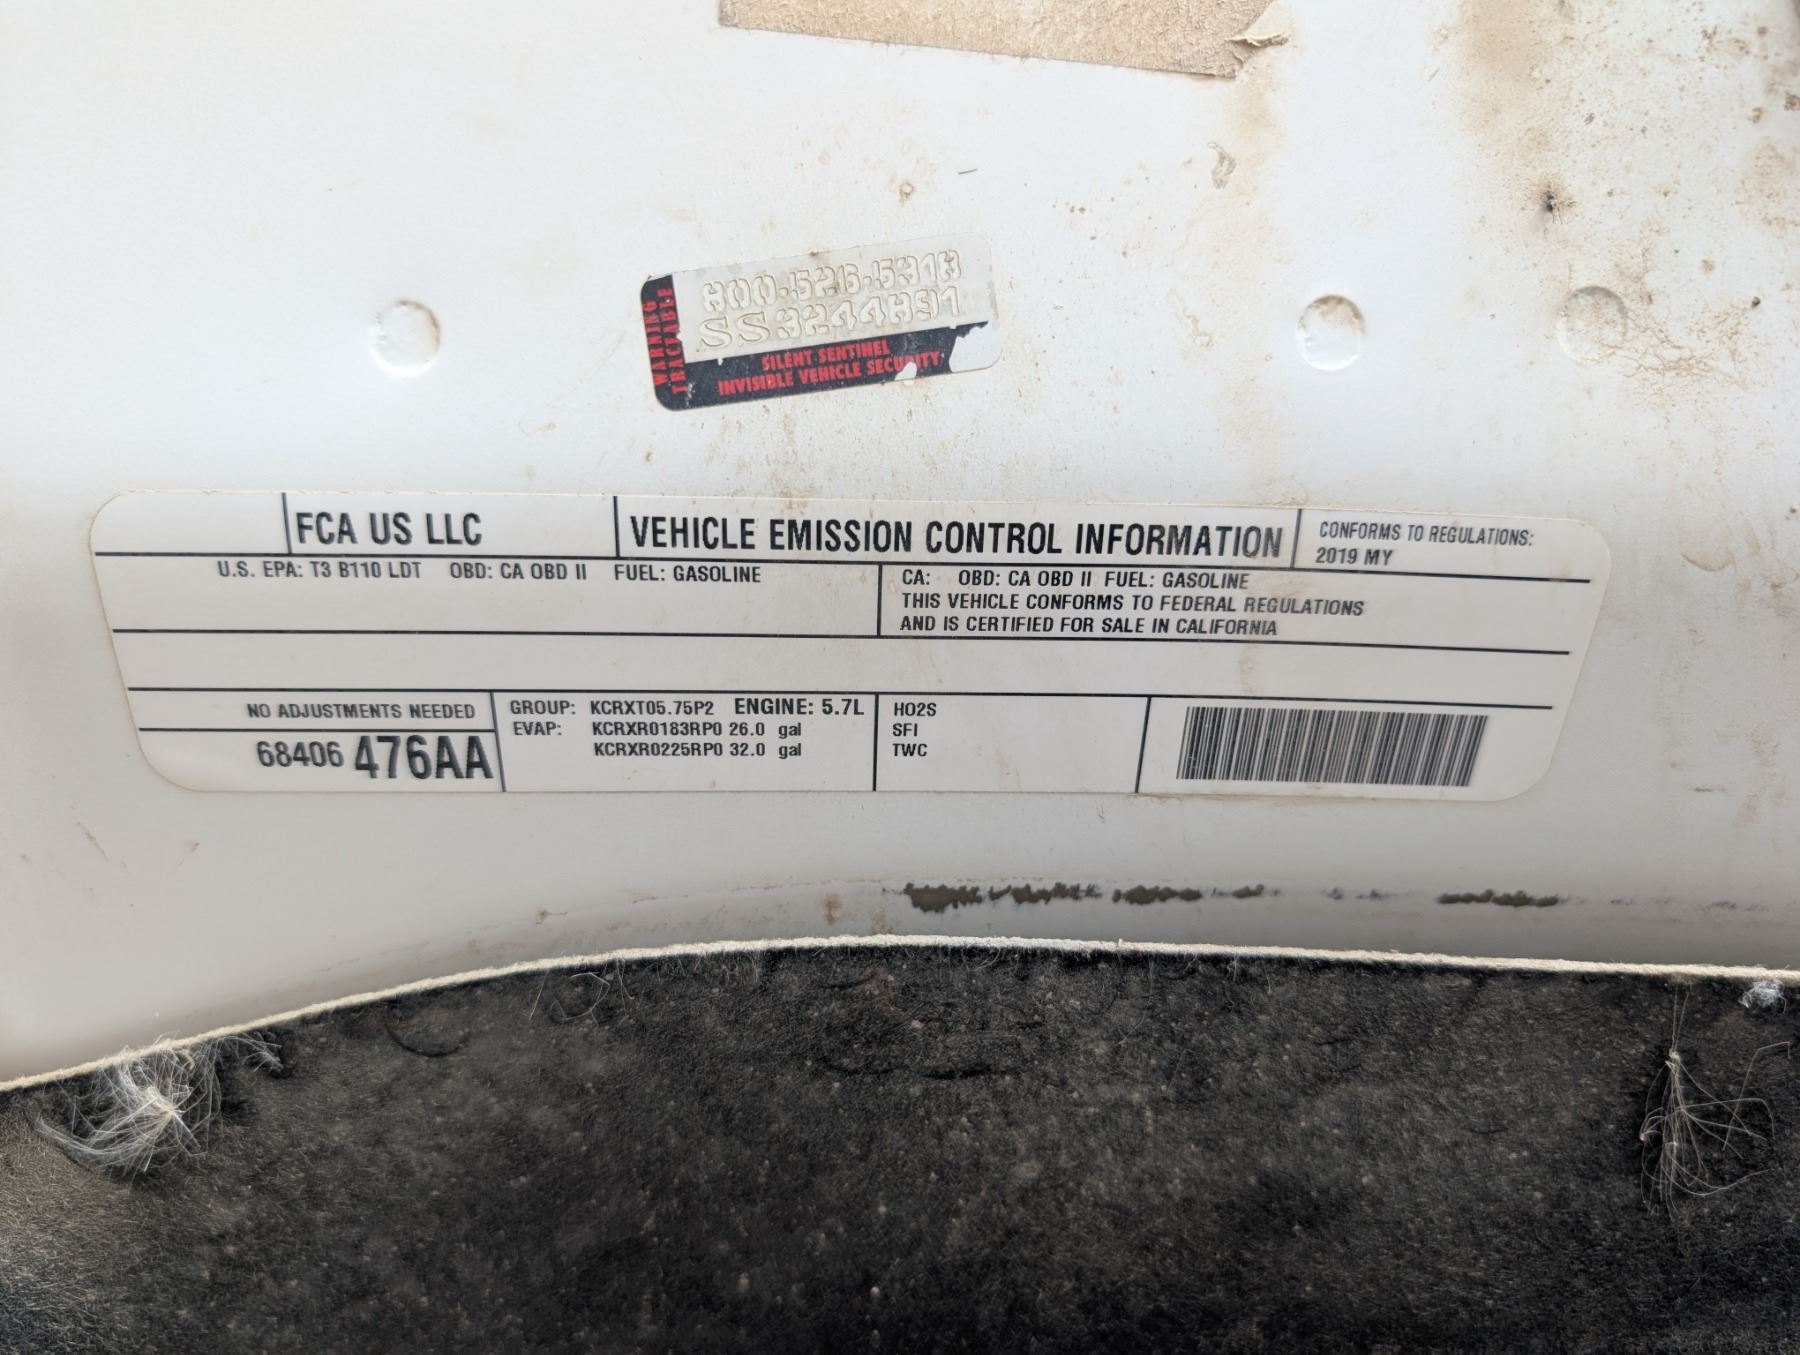 WARNING
TRACEABLE
800.526.5318
SS3244891
SILENT SENTINEL
INVISIBLE VEHICLE SECURITY
FCA US LLC
VEHICLE EMISSION CONTROL INFORMATION
CONFORMS TO REGULATIONS:
2019 MY
U.S. EPA: T3 B110 LDT OBD: CA OBD II FUEL: GASOLINE
CA: OBD: CA OBD II FUEL: GASOLINE
THIS VEHICLE CONFORMS TO FEDERAL REGULATIONS
AND IS CERTIFIED FOR SALE IN CALIFORNIA
NO ADJUSTMENTS NEEDED
68406 476AA
GROUP: KCRXT05.75P2 ENGINE: 5.7L
EVAP: KCRXR0183RP0 26.0 gal
KCRXR0225RP0 32.0 gal
HO2S
SFI
TWC